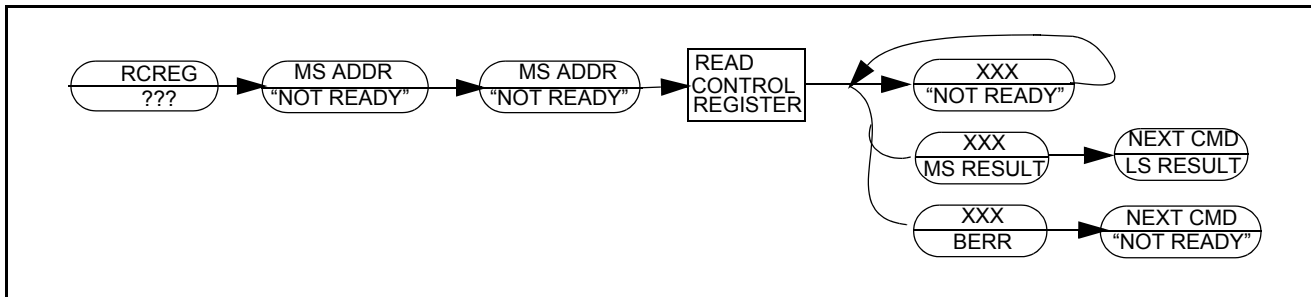 RCREG
???
MS ADDR
“NOT READY”
MS ADDR
“NOT READY”
READ
CONTROL
REGISTER
XXX
“NOT READY”
XXX
MS RESULT
NEXT CMD
LS RESULT
XXX
BERR
NEXT CMD
“NOT READY”